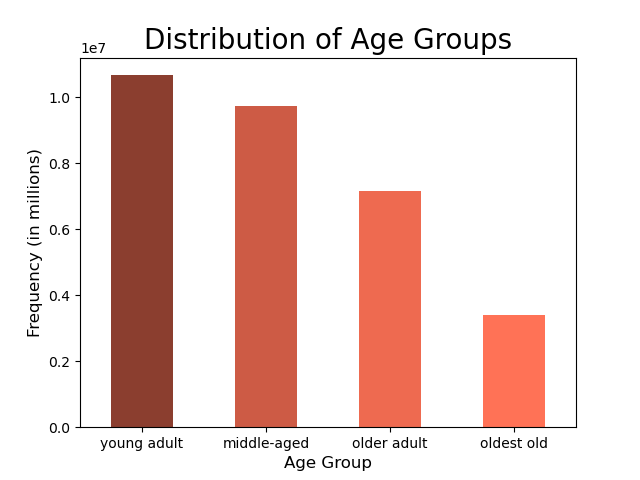 Distribution of Age Groups
1e7
1.0
0.8
0.6
0.4
0.2
0.0
Frequency (in millions)
young adult middle-aged older adult oldest old
Age Group